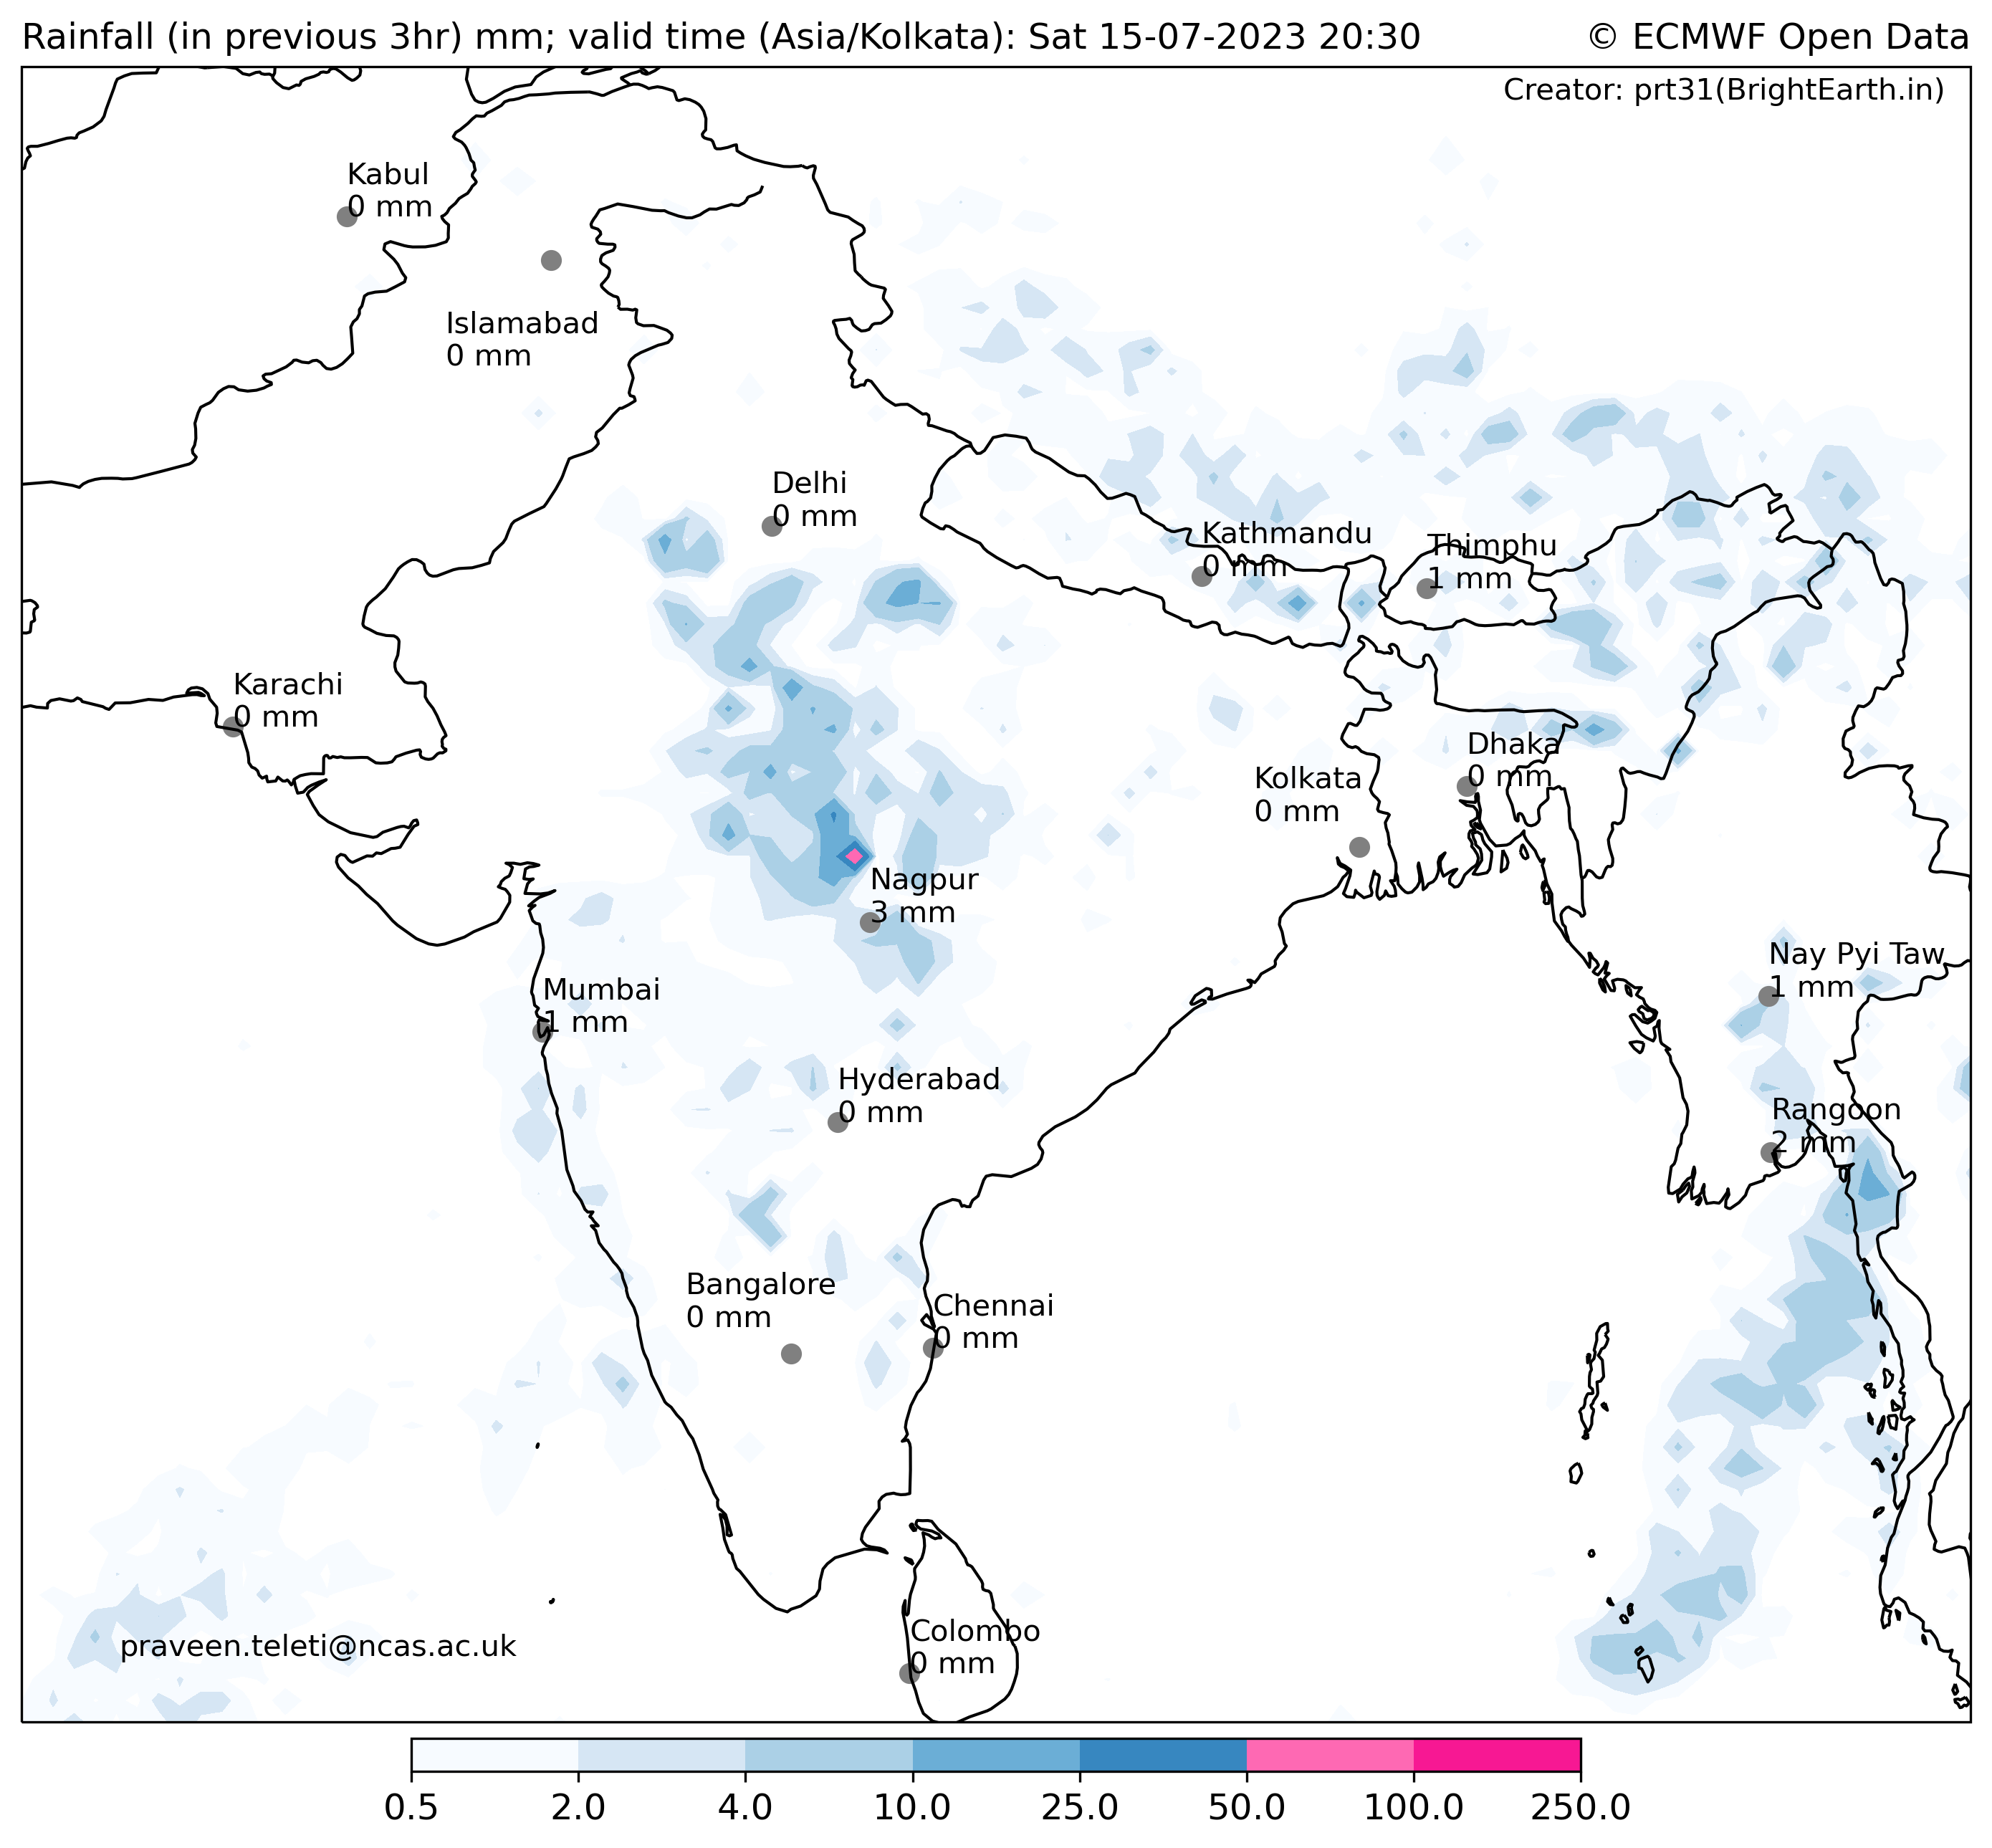 Rainfall (in previous 3hr) mm; valid time (Asia/Kolkata): Sat 15-07-2023 20:30
© ECMWF Open Data
Creator: prt31(BrightEarth.in)
Kabul
0 mm
Islamabad
0 mm
Delhi
0 mm
Kathmandu
0 mm
Thimphu
1 mm
Karachi
0 mm
Dhaka
0 mm
Kolkata
0 mm
Nagpur
3 mm
Nay Pyi Taw
1 mm
Mumbai
1 mm
Hyderabad
0 mm
Rangoon
2 mm
Bangalore
0 mm
Chennai
0 mm
Colombo
0 mm
praveen.teleti@ncas.ac.uk
0.5 2.0 4.0 10.0 25.0 50.0 100.0 250.0